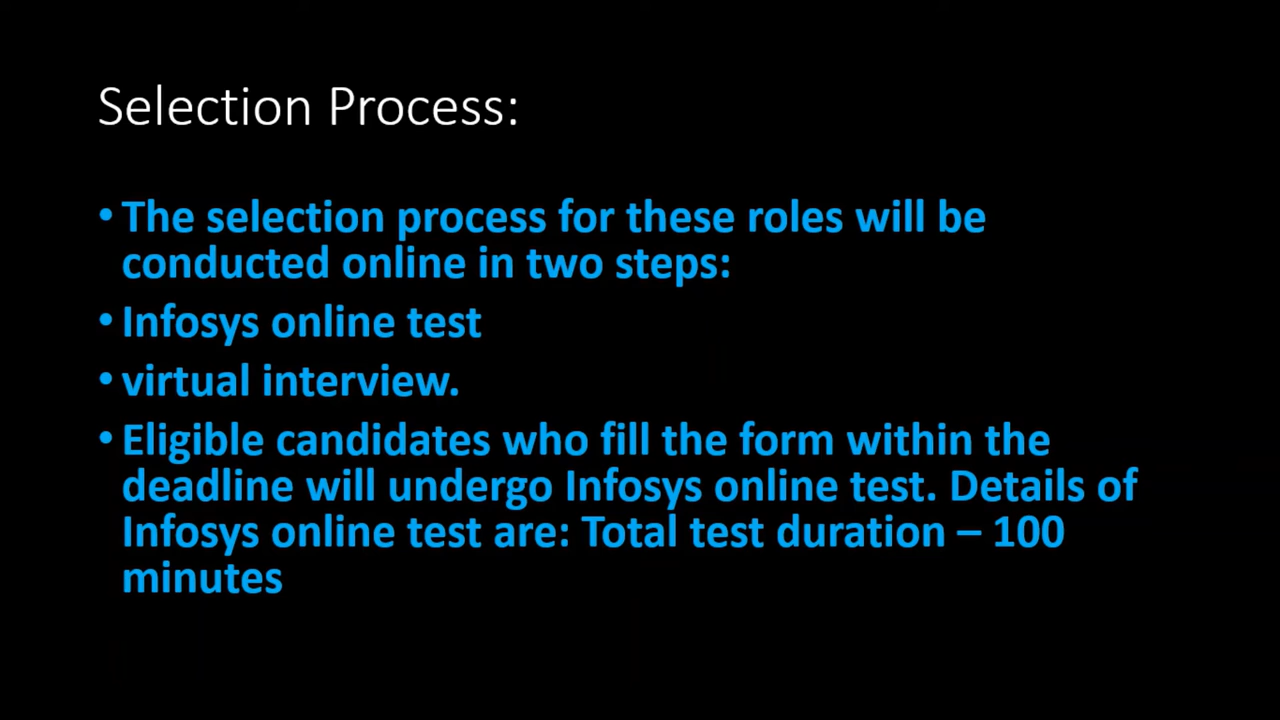 Selection Process:
• The selection process for these roles will be
conducted online in two steps:
• Infosys online test
• virtual interview.
• Eligible candidates who fill the form within the
deadline will undergo Infosys online test. Details of
Infosys online test are: Total test duration – 100
minutes